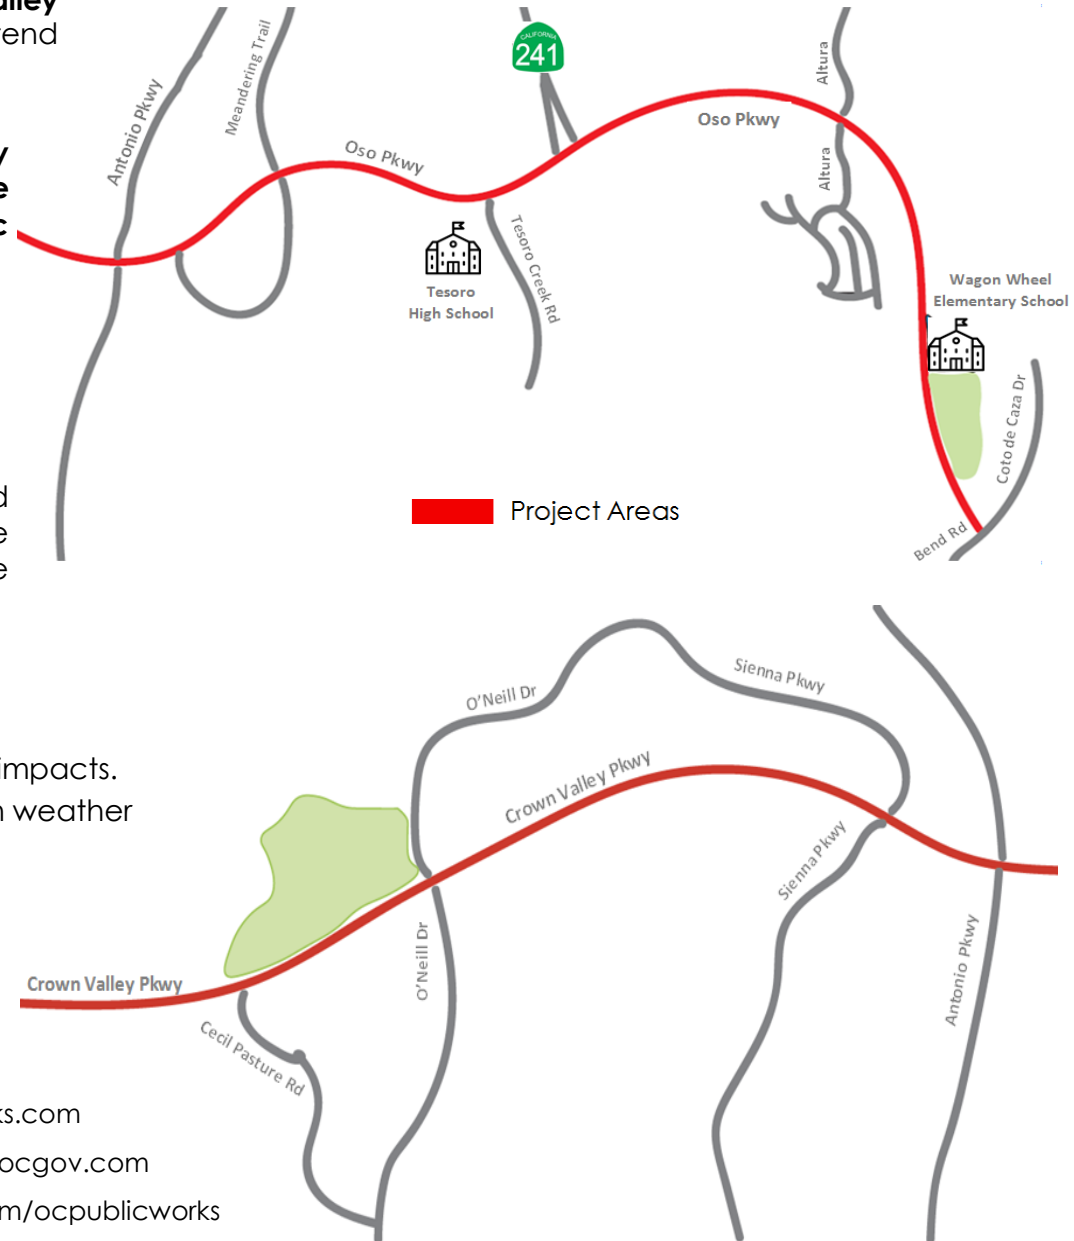 alley
end
y
e
c
d
e
e
impacts.
weather
ks.com
ocgov.com
m/ocpublicworks
Antonio Pkwy
Meandering Trail
Oso Pkwy
CALIFORNIA
241
Oso Pkwy
Altura
Altura
Tesoro
High School
Tesoro Creek Rd
Wagon Wheel
Elementary School
Coto de Caza Dr
Bend Rd
Project Areas
O'Neill Dr
Sienna Pkwy
Crown Valley Pkwy
Sienna Pkwy
O'Neill Dr
Antonio Pkwy
Crown Valley Pkwy
Cecil Pasture Rd